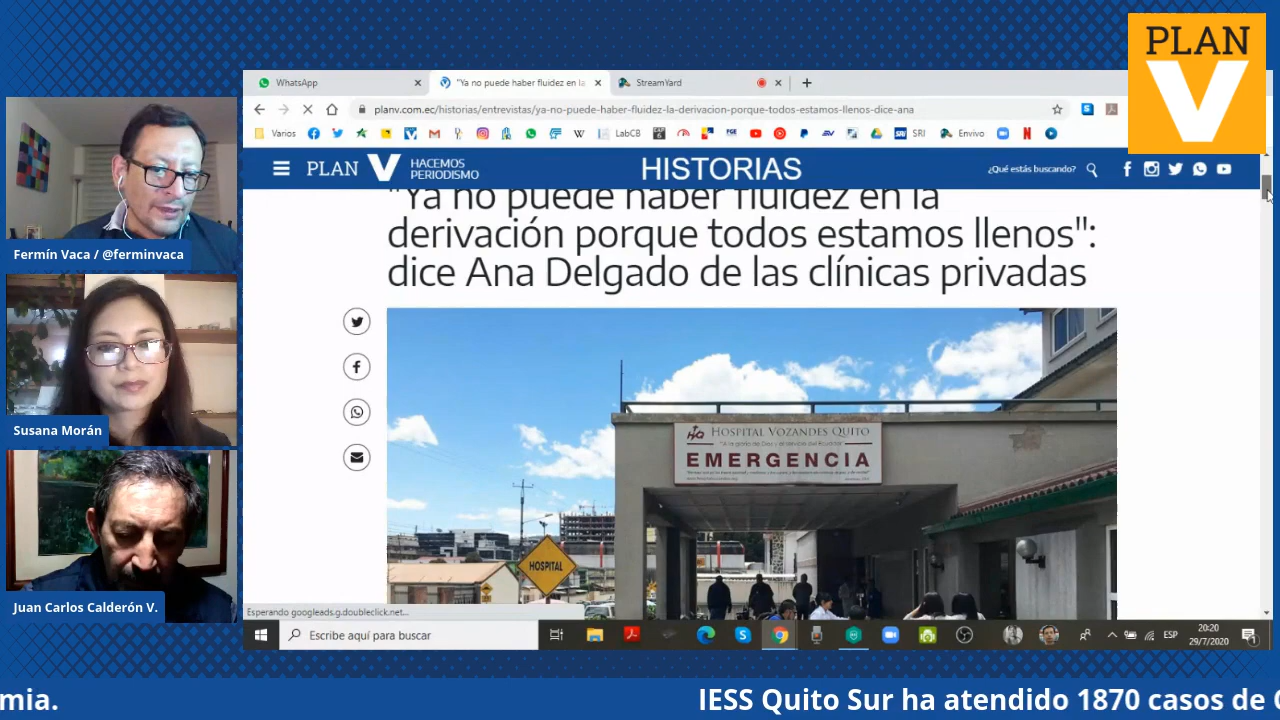 PLAN
V
WhatsApp
"Ya no puede haber fluidez en la
StreamYard
planv.com.ec/historias/entrevistas/ya-no-puede-haber-fluidez-la-derivacion-porque-todos-estamos-llenos-dice-ana
Varios
LabCB
SRI
Envivo
PLAN V HACEMOS PERIODISMO
HISTORIAS
¿Qué estás buscando?
"Ya no puede haber fluidez en la
derivación porque todos estamos llenos":
dice Ana Delgado de las clínicas privadas
HOSPITAL VOZANDES QUITO
EMERGENCIA
HOSPITAL
Fermín Vaca / @ferminvaca
Susana Morán
Juan Carlos Calderón V.
Esperando googleads.g.doubleclick.net...
Escribe aquí para buscar
ESP
20:20
29/7/2020
mia.
IESS Quito Sur ha atendido 1870 casos de